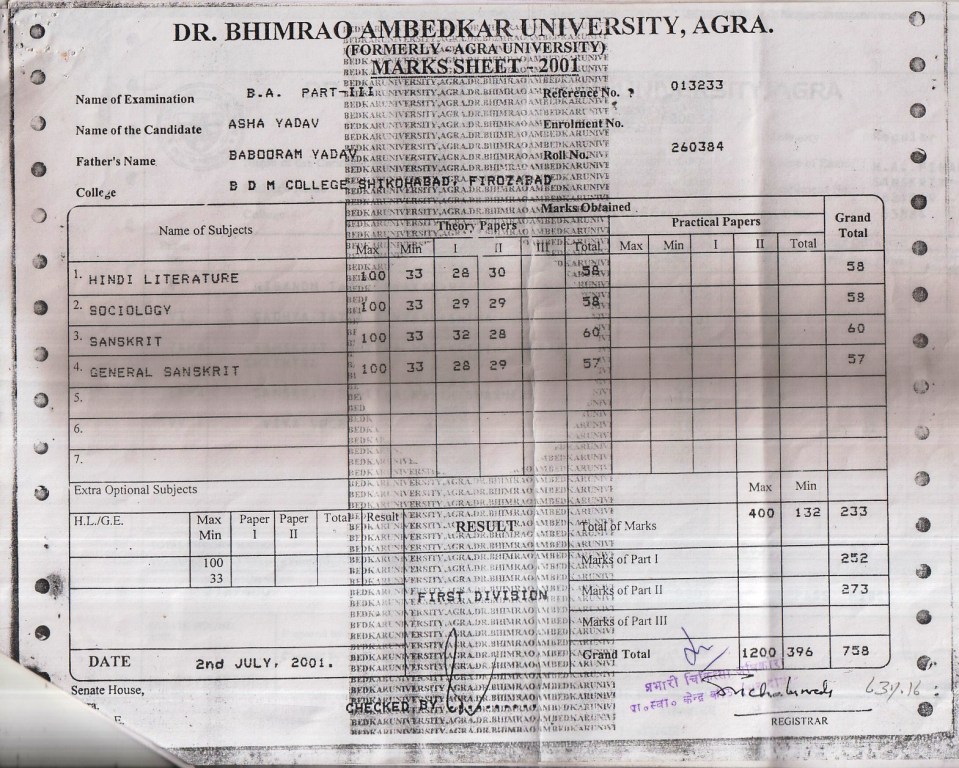 DR. BHIMRAO AMBEDKAR UNIVERSITY, AGRA.
(FORMERLY - AGRA UNIVERSITY)
MARKS SHEET - 2001
Name of Examination B.A. PART-III Reference No. 013233
Name of the Candidate ASHA YADAV Enrolment No.
Father's Name BABOORAM YADAV Roll No. 260384
College B D M COLLEGE SHIKOHABAD, FIROZABAD
Name of Subjects Marks Obtained Grand Total
Theory Papers Practical Papers
Max Min I II III Total Max Min I II Total
1. HINDI LITERATURE 100 33 28 30 58 58
2. SOCIOLOGY 100 33 29 29 58 58
3. SANSKRIT 100 33 32 28 60 60
4. GENERAL SANSKRIT 100 33 28 29 57 57
5.
6.
7.
Extra Optional Subjects Max Min
H.L./G.E. Max Min Paper I Paper II Total Result RESULT Total of Marks 400 132 233
100 33
Marks of Part I 252
FIRST DIVISION Marks of Part II 273
Marks of Part III
DATE 2nd JULY, 2001. Grand Total 1200 396 758
Senate House,
CHECKED BY
प्रभारी
63%.16
REGISTRAR